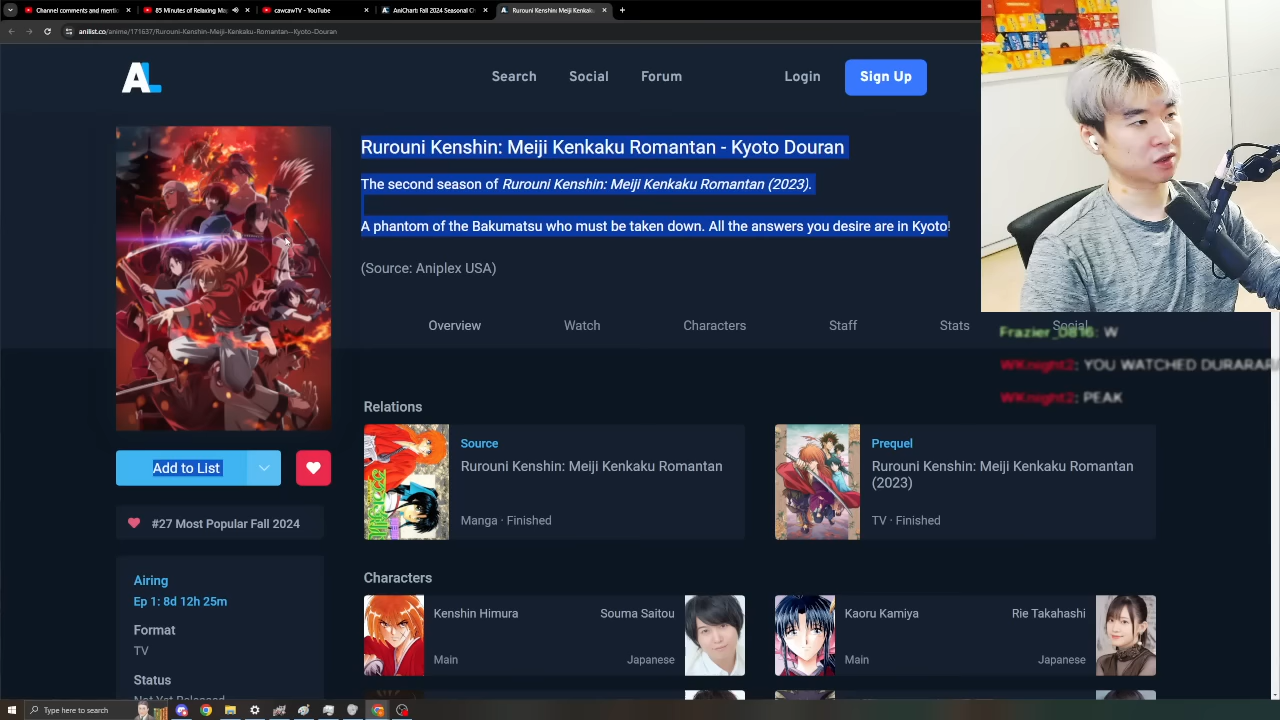 Channel comments and menti
85 Minutes of Relaxing Ma
cawcawTV - YouTube
AniChart: Fall 2024 Seasonal C
Rurouni Kenshin: Meiji Kenkak
anilist.co/anime/171637/Rurouni-Kenshin-Meiji-Kenkaku-Romantan--Kyoto-Douran
AL
Search
Social
Forum
Login
Sign Up
Rurouni Kenshin: Meiji Kenkaku Romantan - Kyoto Douran
The second season of Rurouni Kenshin: Meiji Kenkaku Romantan (2023).
A phantom of the Bakumatsu who must be taken down. All the answers you desire are in Kyoto!
(Source: Aniplex USA)
Overview
Watch
Characters
Staff
Stats
Social
Frazier_0816: W
WKnight2: YOU WATCHED DURARAR
WKnight2: PEAK
Add to List
#27 Most Popular Fall 2024
Airing
Ep 1: 8d 12h 25m
Format
TV
Status
Not Yet Released
Relations
Source
Rurouni Kenshin: Meiji Kenkaku Romantan
Manga · Finished
Prequel
Rurouni Kenshin: Meiji Kenkaku Romantan
(2023)
TV · Finished
Characters
Kenshin Himura
Souma Saitou
Main
Japanese
Kaoru Kamiya
Rie Takahashi
Main
Japanese
Type here to search